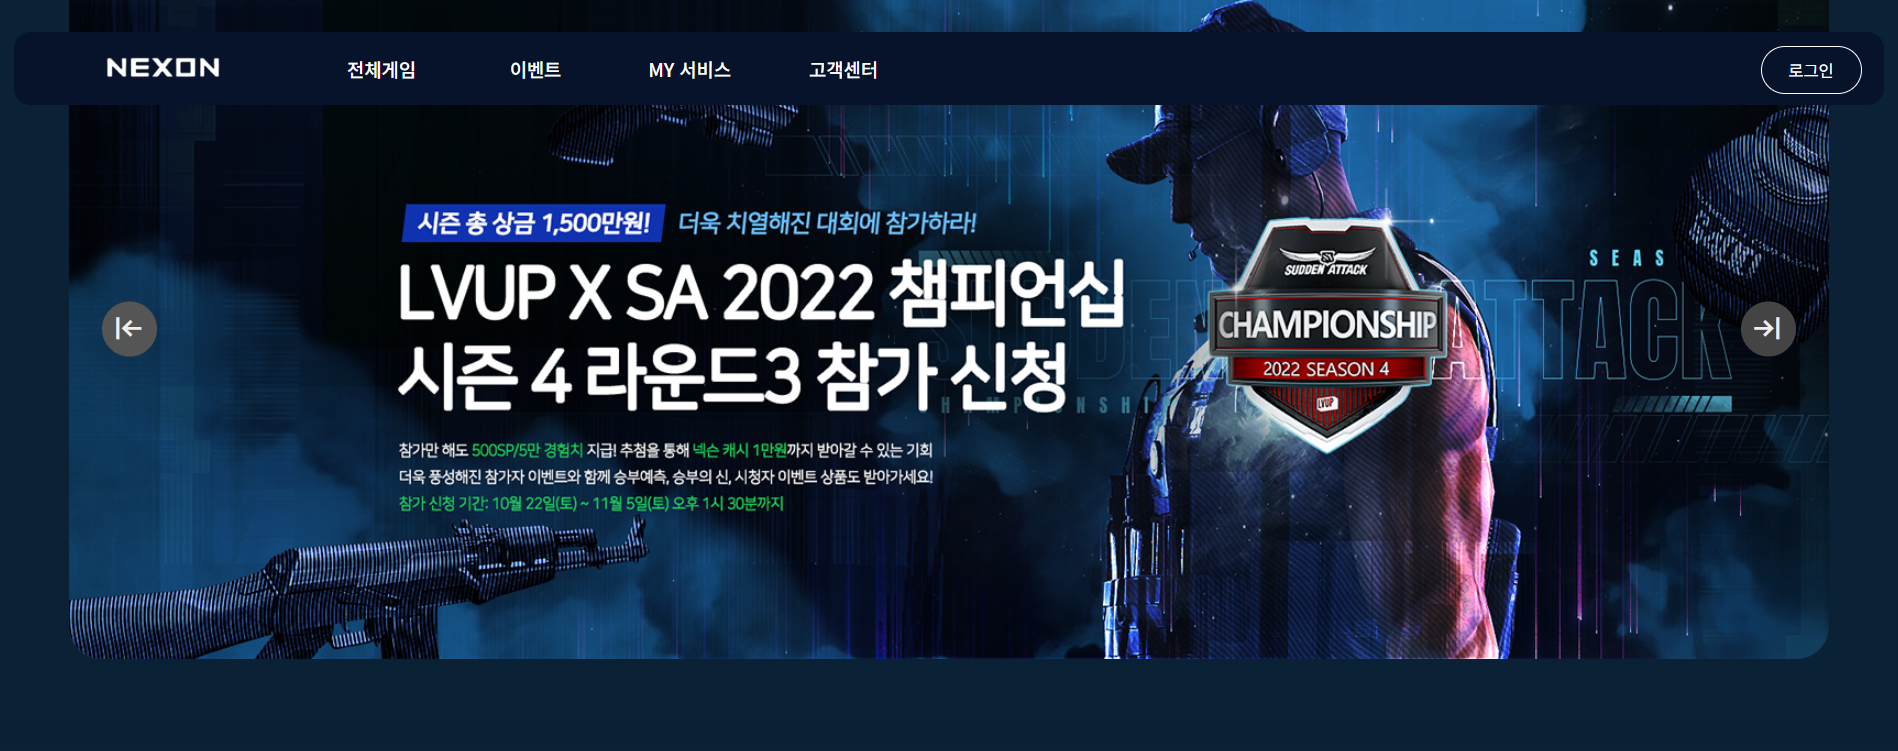 NEXON 전체게임 이벤트 MY 서비스 고객센터 로그인
시즌 총 상금 1,500만원! 더욱 치열해진 대회에 참가하라!
LVUP X SA 2022 챔피언십
시즌 4 라운드3 참가 신청
참가만 해도 500SP/5만 경험치 지급! 추첨을 통해 넥슨 캐시 1만원까지 받아갈 수 있는 기회
더욱 풍성해진 참가자 이벤트와 함께 승부예측, 승부의 신, 시청자 이벤트 상품도 받아가세요!
참가 신청 기간: 10월 22일(토) ~ 11월 5일(토) 오후 1시 30분까지
SA
SUDDEN ATTACK
CHAMPIONSHIP
2022 SEASON 4
LVUP
SEAS
ATTACK